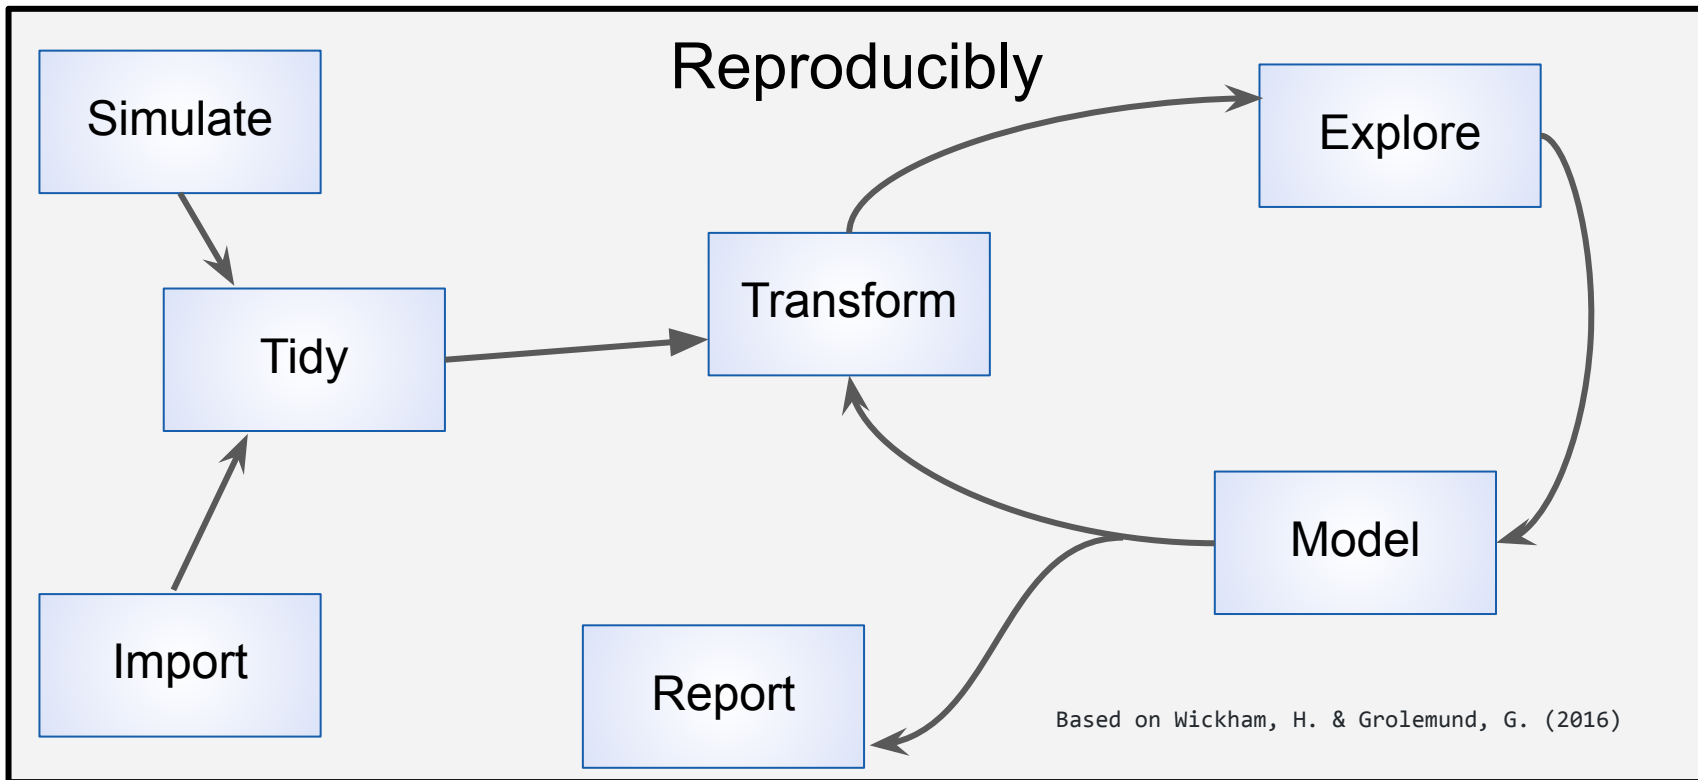 Reproducibly
Simulate
Explore
Transform
Tidy
Model
Import
Report
Based on Wickham, H. & Grolemund, G. (2016)